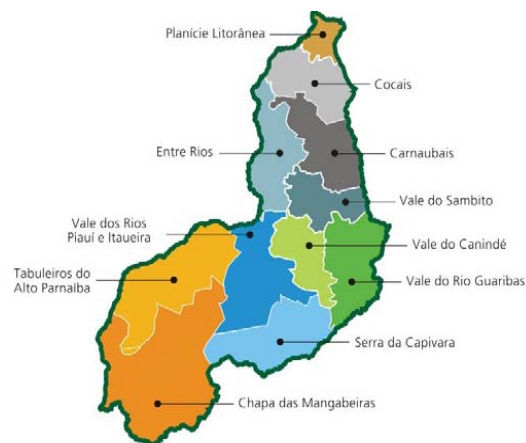 Planície Litorânea
Cocais
Entre Rios
Carnaubais
Vale do Sambito
Vale dos Rios
Piauí e Itaueira
Vale do Canindé
Tabuleiros do
Alto Parnaíba
Vale do Rio Guaribas
Serra da Capivara
Chapa das Mangabeiras